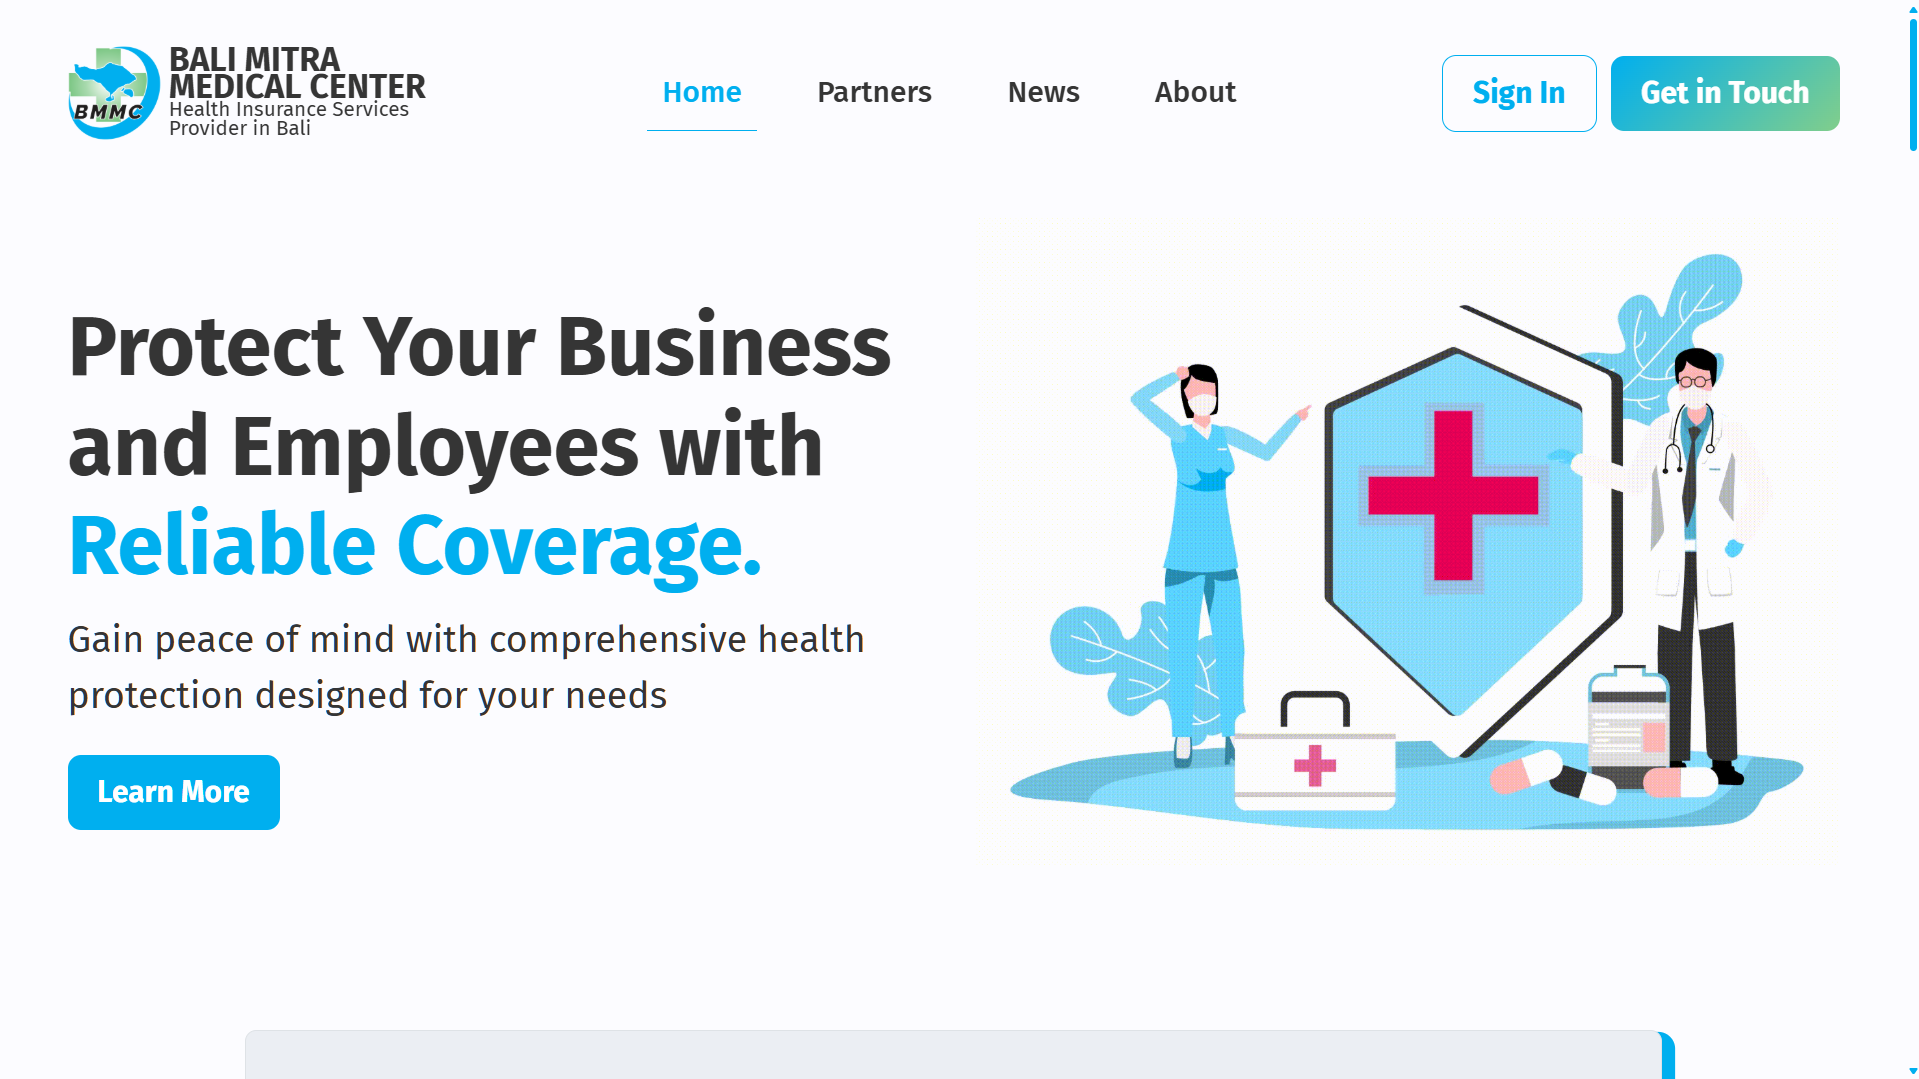 BALI MITRA
MEDICAL CENTER
Health Insurance Services
Provider in Bali
BMMC
Home
Partners
News
About
Sign In
Get in Touch
Protect Your Business
and Employees with
Reliable Coverage.
Gain peace of mind with comprehensive health
protection designed for your needs
Learn More